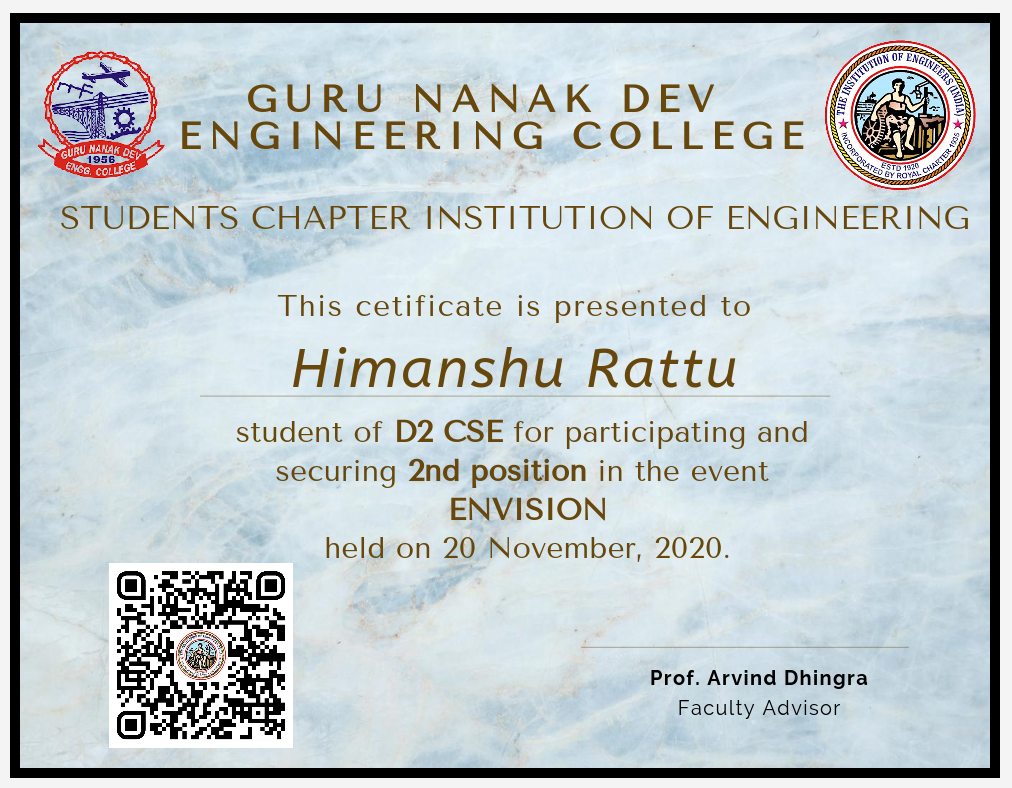 GURU NANAK DEV
ENGINEERING COLLEGE
GURU NANAK DEV
1956
ENGG. COLLEGE
THE INSTITUTION OF ENGINEERS (INDIA)
ESTD 1920
INCORPORATED BY ROYAL CHARTER 1935
STUDENTS CHAPTER INSTITUTION OF ENGINEERING
This cetificate is presented to
Himanshu Rattu
student of D2 CSE for participating and
securing 2nd position in the event
ENVISION
held on 20 November, 2020.
Prof. Arvind Dhingra
Faculty Advisor